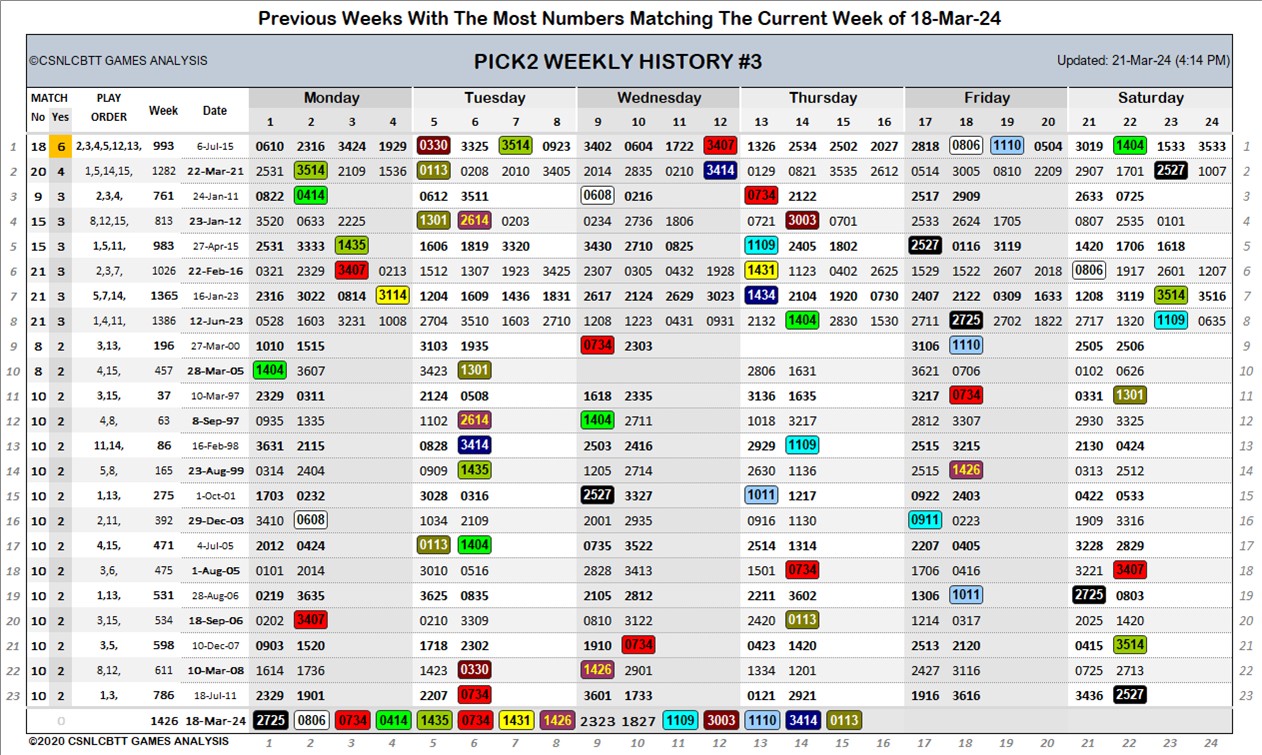 Previous Weeks With The Most Numbers Matching The Current Week of 18-Mar-24
©CSNLCBTT GAMES ANALYSIS PICK2 WEEKLY HISTORY #3 Updated: 21-Mar-24 (4:14 PM)
MATCH PLAY Week Date Monday Tuesday Wednesday Thursday Friday Saturday
No Yes ORDER 1 2 3 4 5 6 7 8 9 10 11 12 13 14 15 16 17 18 19 20 21 22 23 24
1 18 6 2,3,4,5,12,13, 993 6-Jul-15 0610 2316 3424 1929 0330 3325 3514 0923 3402 0604 1722 3407 1326 2534 2502 2027 2818 0806 1110 0504 3019 1404 1533 3533 1
2 20 4 1,5,14,15, 1282 22-Mar-21 2531 3514 2109 1536 0113 0208 2010 3405 2014 2835 0210 3414 0129 0821 3535 2612 0514 3005 0810 2209 2907 1701 2527 1007 2
3 9 3 2,3,4, 761 24-Jan-11 0822 0414 0612 3511 0608 0216 0734 2122 2517 2909 2633 0725 3
4 15 3 8,12,15, 813 23-Jan-12 3520 0633 2225 1301 2614 0203 0234 2736 1806 0721 3003 0701 2533 2624 1705 0807 2535 0101 4
5 15 3 1,5,11, 983 27-Apr-15 2531 3333 1435 1606 1819 3320 3430 2710 0825 1109 2405 1802 2527 0116 3119 1420 1706 1618 5
6 21 3 2,3,7, 1026 22-Feb-16 0321 2329 3407 0213 1512 1307 1923 3425 2307 0305 0432 1928 1431 1123 0402 2625 1529 1522 2607 2018 0806 1917 2601 1207 6
7 21 3 5,7,14, 1365 16-Jan-23 2316 3022 0814 3114 1204 1609 1436 1831 2617 2124 2629 3023 1434 2104 1920 0730 2407 2122 0309 1633 1208 3119 3514 3516 7
8 21 3 1,4,11, 1386 12-Jun-23 0528 1603 3231 1008 2704 1317 1603 2710 1208 1223 0431 0931 2132 1404 2830 1530 2711 2725 2702 1822 2717 1320 1109 0635 8
9 8 2 3,13, 196 27-Mar-00 1010 1515 3103 1935 0734 2303 3106 1110 2505 2506 9
10 8 2 4,15, 457 28-Mar-05 1404 3607 3423 1301 2806 1631 3621 0706 0102 0626 10
11 10 2 3,15, 37 10-Mar-97 2329 0311 2124 0508 1618 2335 3136 1635 3217 0734 0331 1301 11
12 10 2 4,8, 63 8-Sep-97 0935 1335 1102 2614 1404 2711 1018 3217 2812 3307 2930 3325 12
13 10 2 11,14, 86 16-Feb-98 3631 2115 0828 3414 2503 2416 2929 1109 2515 3215 2130 0424 13
14 10 2 5,8, 165 23-Aug-99 0314 2404 0909 1435 1205 2714 2630 1136 2515 1426 0313 2512 14
15 10 2 1,13, 275 1-Oct-01 1703 0232 3028 0316 2527 3327 1011 1217 0922 2403 0422 0533 15
16 10 2 2,11, 392 29-Dec-03 3410 0608 1034 2109 2001 2935 0916 1130 0911 0223 1909 3316 16
17 10 2 4,15, 471 4-Jul-05 2012 0424 0113 1404 0735 3522 2514 1314 2207 0405 3228 2829 17
18 10 2 3,6, 475 1-Aug-05 0101 2014 3010 0516 2828 3413 1501 0734 1706 0416 3221 3407 18
19 10 2 1,13, 531 28-Aug-06 0219 3635 3625 0835 2105 2812 2211 3602 1306 1011 2725 0803 19
20 10 2 3,15, 534 18-Sep-06 0202 3407 0210 3309 0810 3122 2420 0113 1214 0317 2025 1420 20
21 10 2 3,5, 598 10-Dec-07 0903 1520 1718 2302 1910 0734 0423 1420 2513 2120 0415 3514 21
22 10 2 8,12, 611 10-Mar-08 1614 1736 1423 0330 1426 2901 1334 1201 2427 3116 0725 2713 22
23 10 2 1,3, 786 18-Jul-11 2329 1901 2207 0734 3601 1733 0121 2921 1916 3616 3436 2527 23
0 1426 18-Mar-24 2725 0806 0734 0414 1435 0734 1431 1426 2323 1827 1109 3003 1110 3414 0113
©2020 CSNLCBTT GAMES ANALYSIS 1 2 3 4 5 6 7 8 9 10 11 12 13 14 15 16 17 18 19 20 21 22 23 24